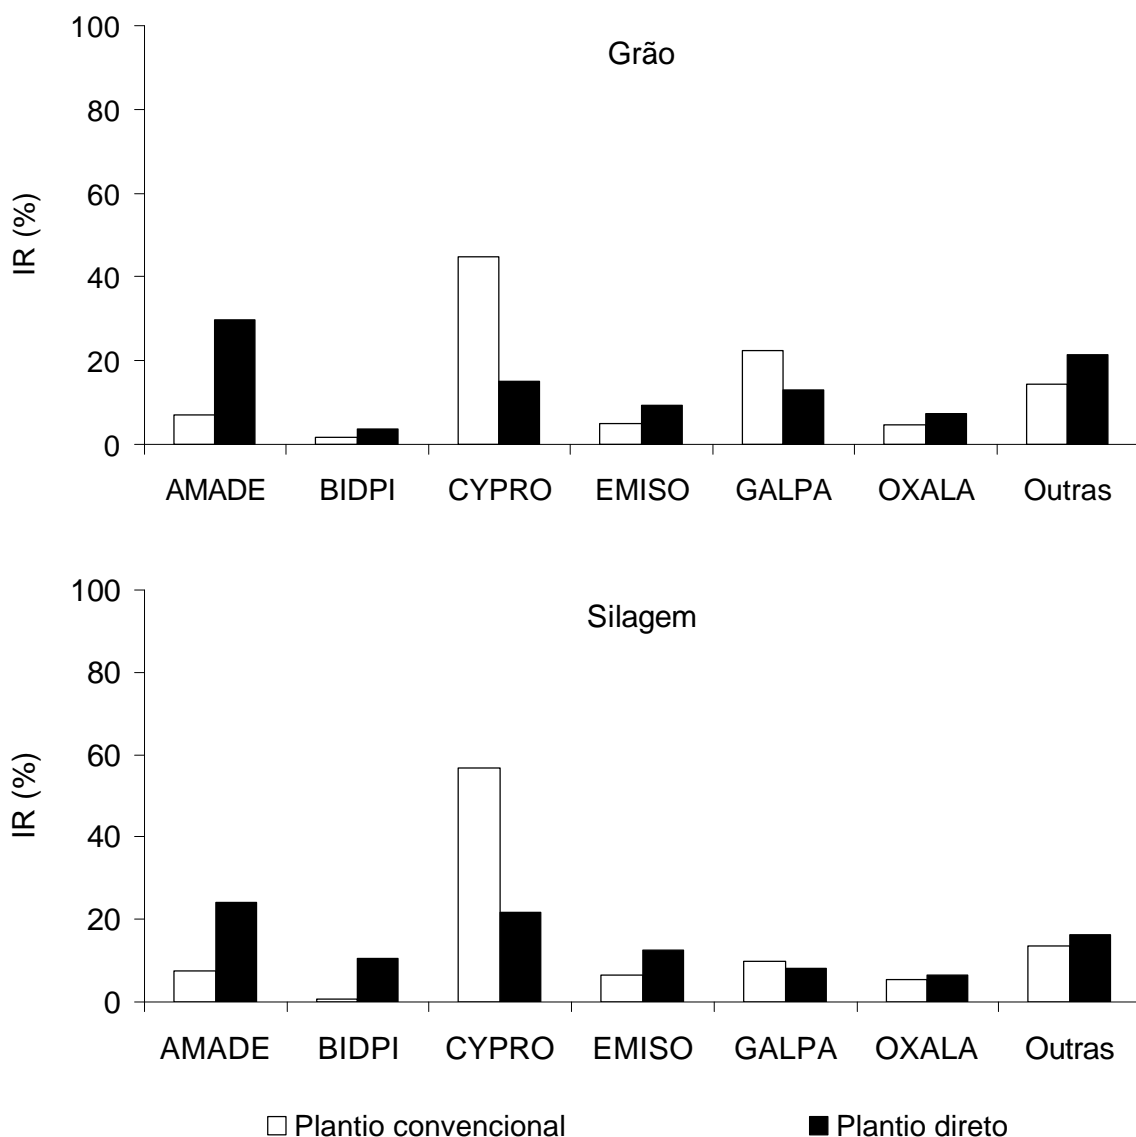 Grão
IR (%)
100
80
60
40
20
0
AMADE BIDPI CYPRO EMISO GALPA OXALA Outras
Silagem
IR (%)
100
80
60
40
20
0
AMADE BIDPI CYPRO EMISO GALPA OXALA Outras
Plantio convencional Plantio direto